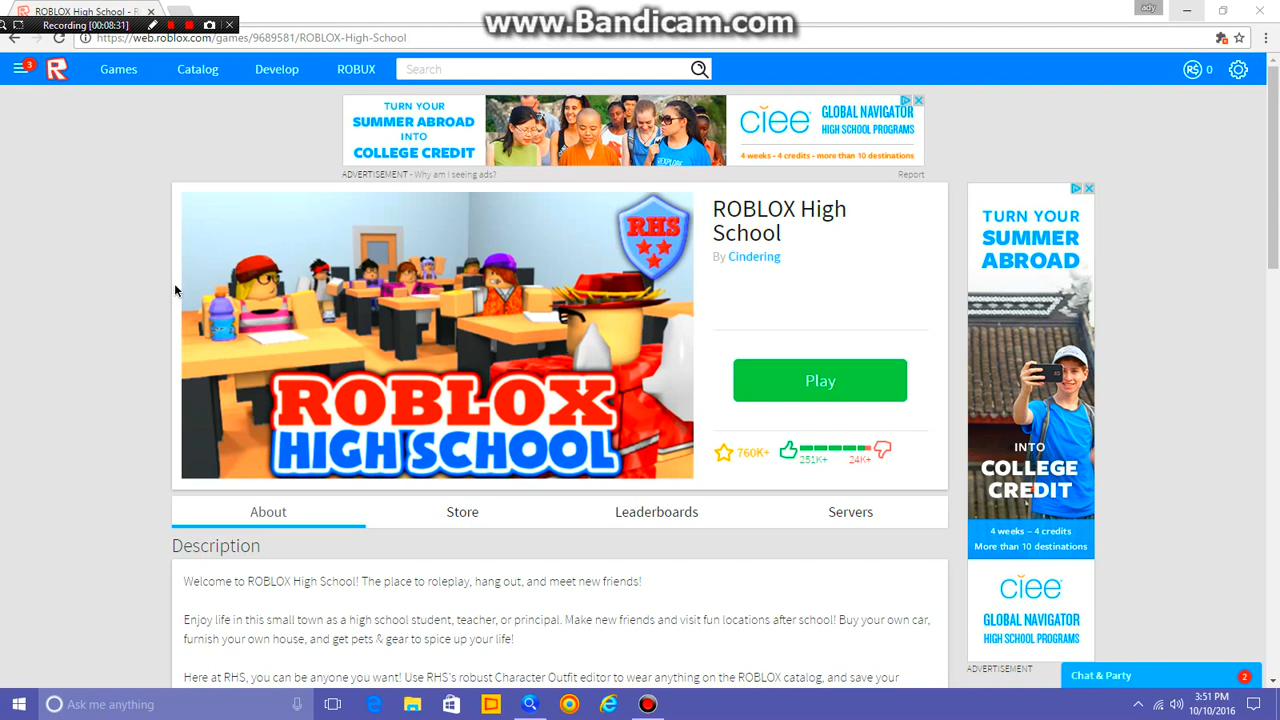 www.Bandicam.com
ROBLOX High School - R
ady
Recording [00:08:31]
https://web.roblox.com/games/9689581/ROBLOX-High-School
3
Games
Catalog
Develop
ROBUX
Search
R$ 0
TURN YOUR
SUMMER ABROAD
INTO
COLLEGE CREDIT
ciee
GLOBAL NAVIGATOR
HIGH SCHOOL PROGRAMS
4 weeks - 4 credits - more than 10 destinations
ADVERTISEMENT - Why am I seeing ads?
Report
RHS
ROBLOX
HIGH SCHOOL
ROBLOX High
School
By Cindering
Play
760K+
251K+
24K+
TURN YOUR
SUMMER
ABROAD
INTO
COLLEGE
CREDIT
4 weeks – 4 credits
More than 10 destinations
ciee
GLOBAL NAVIGATOR
HIGH SCHOOL PROGRAMS
ADVERTISEMENT
About
Store
Leaderboards
Servers
Description
Welcome to ROBLOX High School! The place to roleplay, hang out, and meet new friends!
Enjoy life in this small town as a high school student, teacher, or principal. Make new friends and visit fun locations after school! Buy your own car,
furnish your own house, and get pets & gear to spice up your life!
Here at RHS, you can be anyone you want! Use RHS's robust Character Outfit editor to wear anything on the ROBLOX catalog, and save your
Chat & Party
2
Ask me anything
3:51 PM
10/10/2016